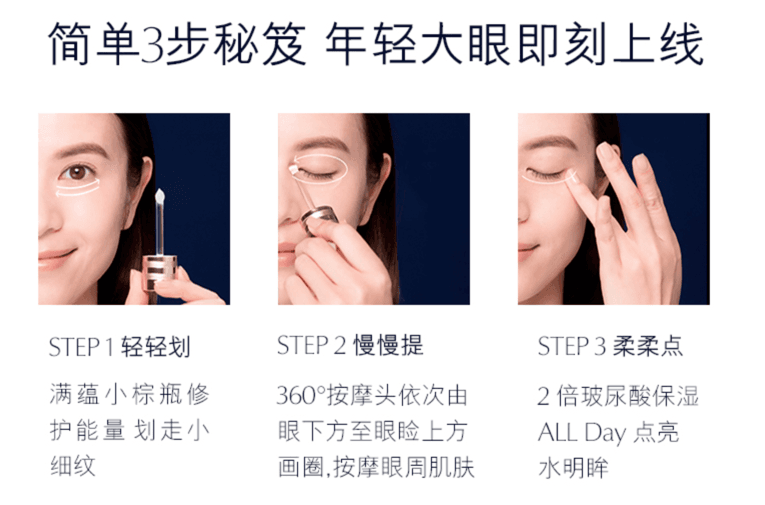 简单3步秘笈 年轻大眼即刻上线
STEP 1 轻轻划
满蕴小棕瓶修
护能量 划走小
细纹
STEP 2 慢慢提
360°按摩头依次由
眼下方至眼睑上方
画圈,按摩眼周肌肤
STEP 3 柔柔点
2 倍玻尿酸保湿
ALL Day 点亮
水明眸